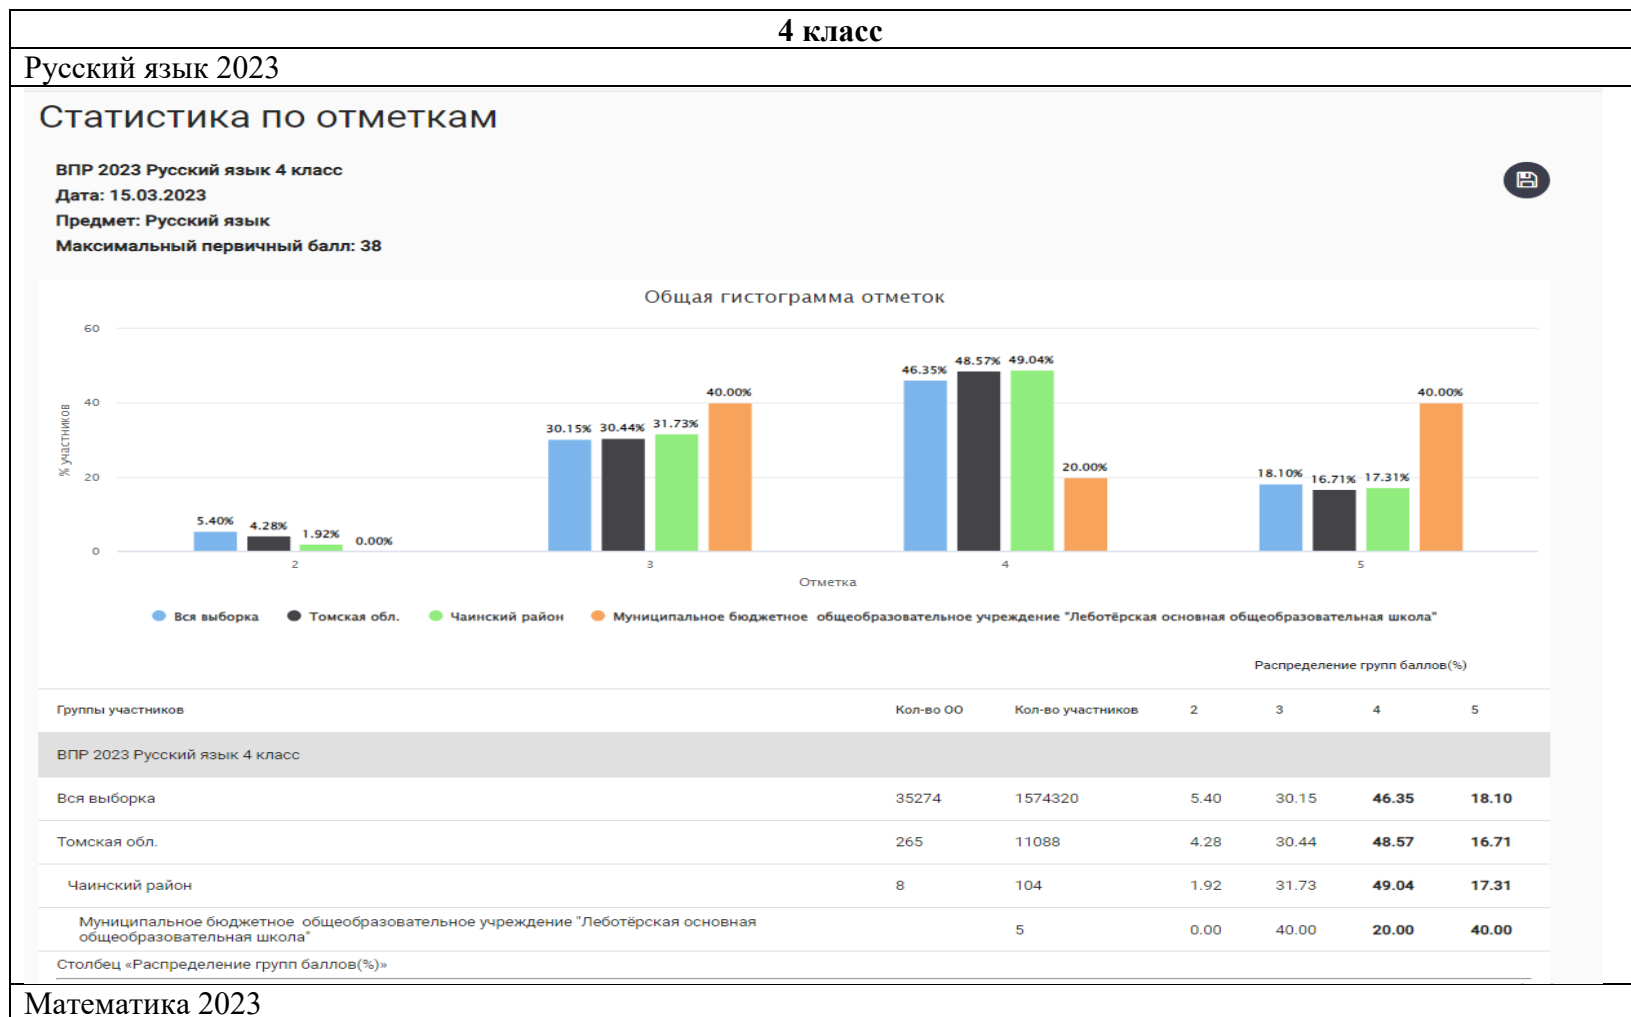 4 класс
Русский язык 2023
Статистика по отметкам
ВПР 2023 Русский язык 4 класс
Дата: 15.03.2023
Предмет: Русский язык
Максимальный первичный балл: 38
Общая гистограмма отметок
60
40
20
0
% участников
5.40% 4.28% 1.92% 0.00%
30.15% 30.44% 31.73% 40.00%
46.35% 48.57% 49.04% 20.00%
18.10% 16.71% 17.31% 40.00%
2 3 4 5
Отметка
Вся выборка Томская обл. Чаинский район Муниципальное бюджетное общеобразовательное учреждение "Леботёрская основная общеобразовательная школа"
Распределение групп баллов(%)
Группы участников Кол-во ОО Кол-во участников 2 3 4 5
ВПР 2023 Русский язык 4 класс
Вся выборка 35274 1574320 5.40 30.15 46.35 18.10
Томская обл. 265 11088 4.28 30.44 48.57 16.71
Чаинский район 8 104 1.92 31.73 49.04 17.31
Муниципальное бюджетное общеобразовательное учреждение "Леботёрская основная
общеобразовательная школа" 5 0.00 40.00 20.00 40.00
Столбец «Распределение групп баллов(%)»
Математика 2023